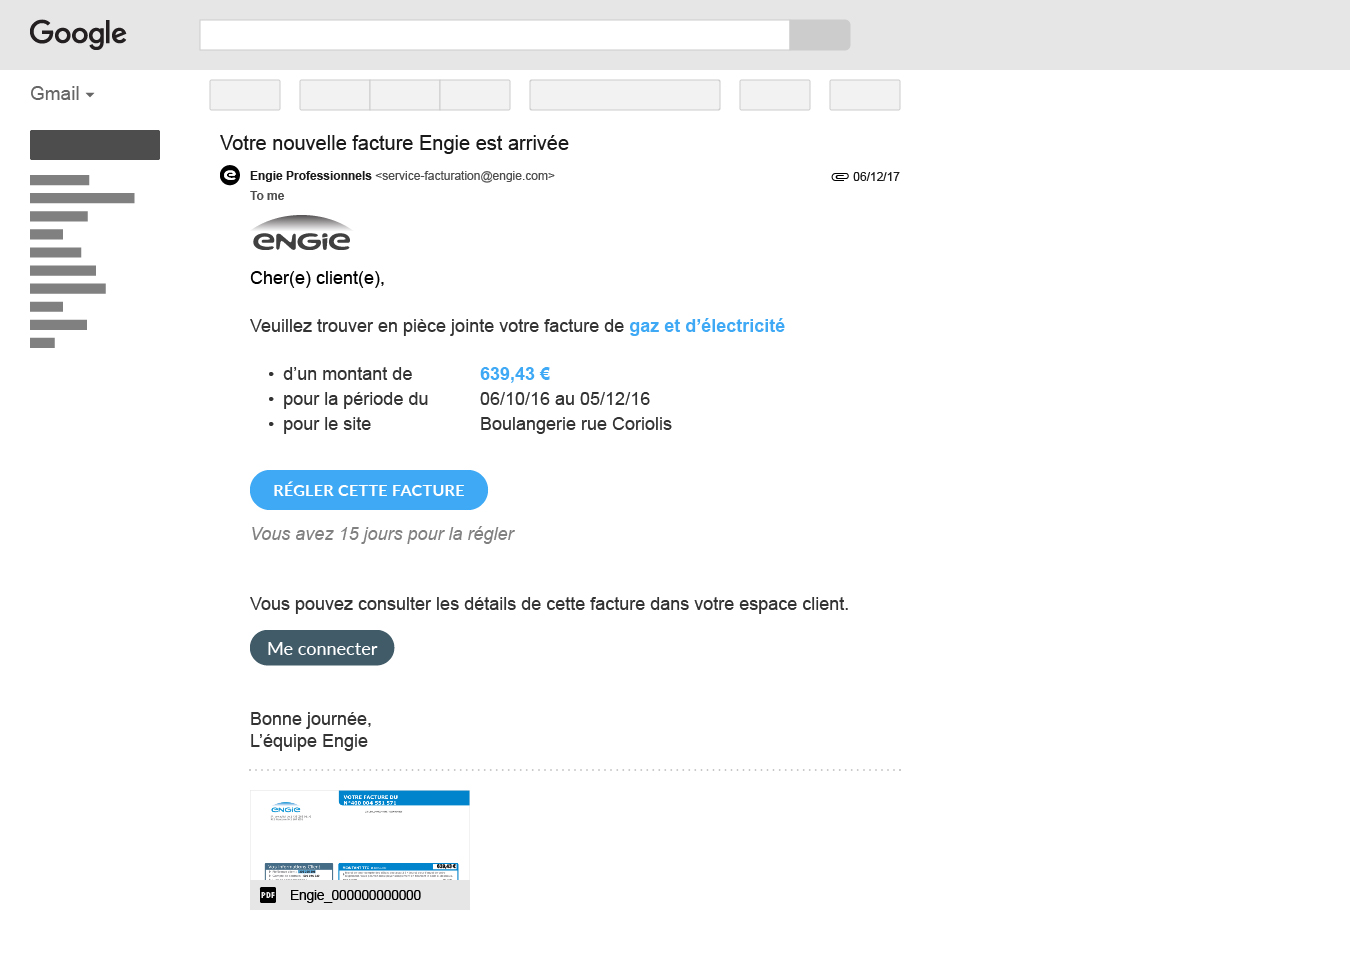 Google
Gmail
Votre nouvelle facture Engie est arrivée
Engie Professionnels <service-facturation@engie.com>
06/12/17
To me
ENGIE
Cher(e) client(e),
Veuillez trouver en pièce jointe votre facture de gaz et d’électricité
• d’un montant de 639,43 €
• pour la période du 06/10/16 au 05/12/16
• pour le site Boulangerie rue Coriolis
RÉGLER CETTE FACTURE
Vous avez 15 jours pour la régler
Vous pouvez consulter les détails de cette facture dans votre espace client.
Me connecter
Bonne journée,
L’équipe Engie
ENGIE
VOTRE FACTURE DU
N°400 004 551 571
Vos Informations Client
MONTANT TTC
639,43 €
PDF
Engie_000000000000